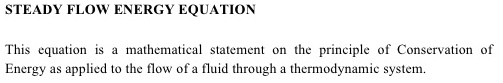 STEADY FLOW ENERGY EQUATION
This equation is a mathematical statement on the principle of Conservation of
Energy as applied to the flow of a fluid through a thermodynamic system.